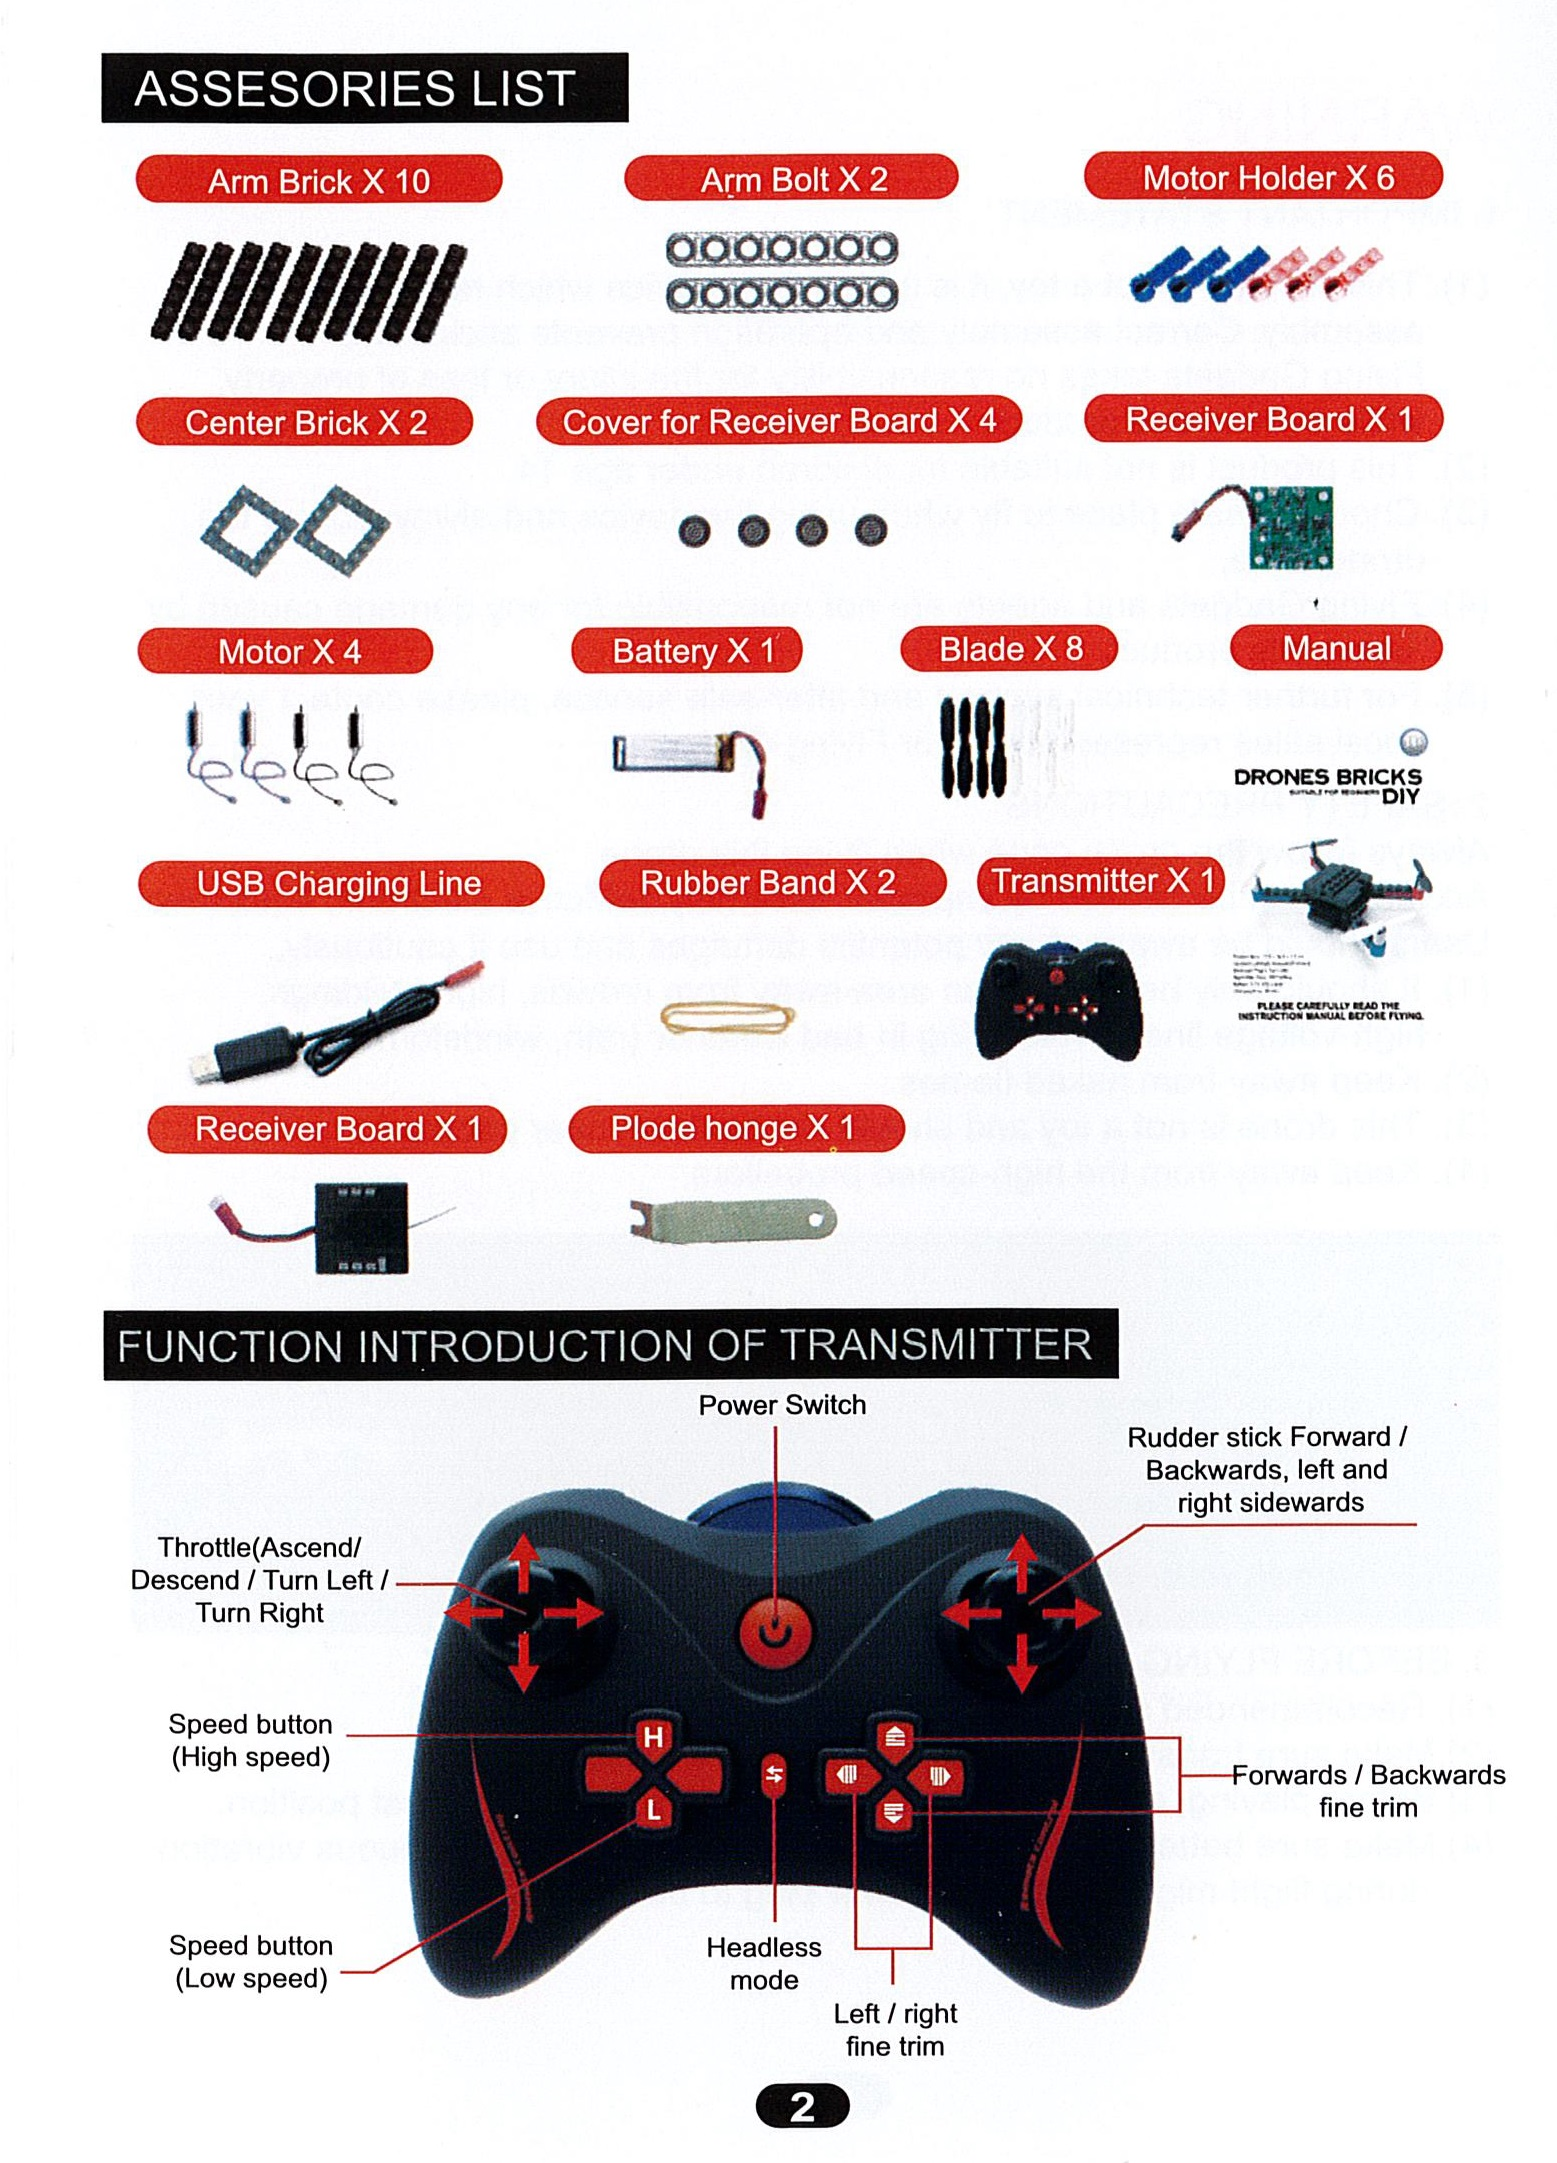 ASSESORIES LIST
Arm Brick X 10
Arm Bolt X 2
Motor Holder X 6
Center Brick X 2
Cover for Receiver Board X 4
Receiver Board X 1
Motor X 4
Battery X 1
Blade X 8
Manual
DRONES BRICKS
SUITABLE FOR BEGINNERS DIY
USB Charging Line
Rubber Band X 2
Transmitter X 1
PLEASE CAREFULLY READ THE
INSTRUCTION MANUAL BEFORE FLYING.
Receiver Board X 1
Plode honge X 1
FUNCTION INTRODUCTION OF TRANSMITTER
Power Switch
Rudder stick Forward /
Backwards, left and
right sidewards
Throttle(Ascend/
Descend / Turn Left /
Turn Right
Speed button
(High speed)
H
L
Forwards / Backwards
fine trim
Speed button
(Low speed)
Headless
mode
Left / right
fine trim
2